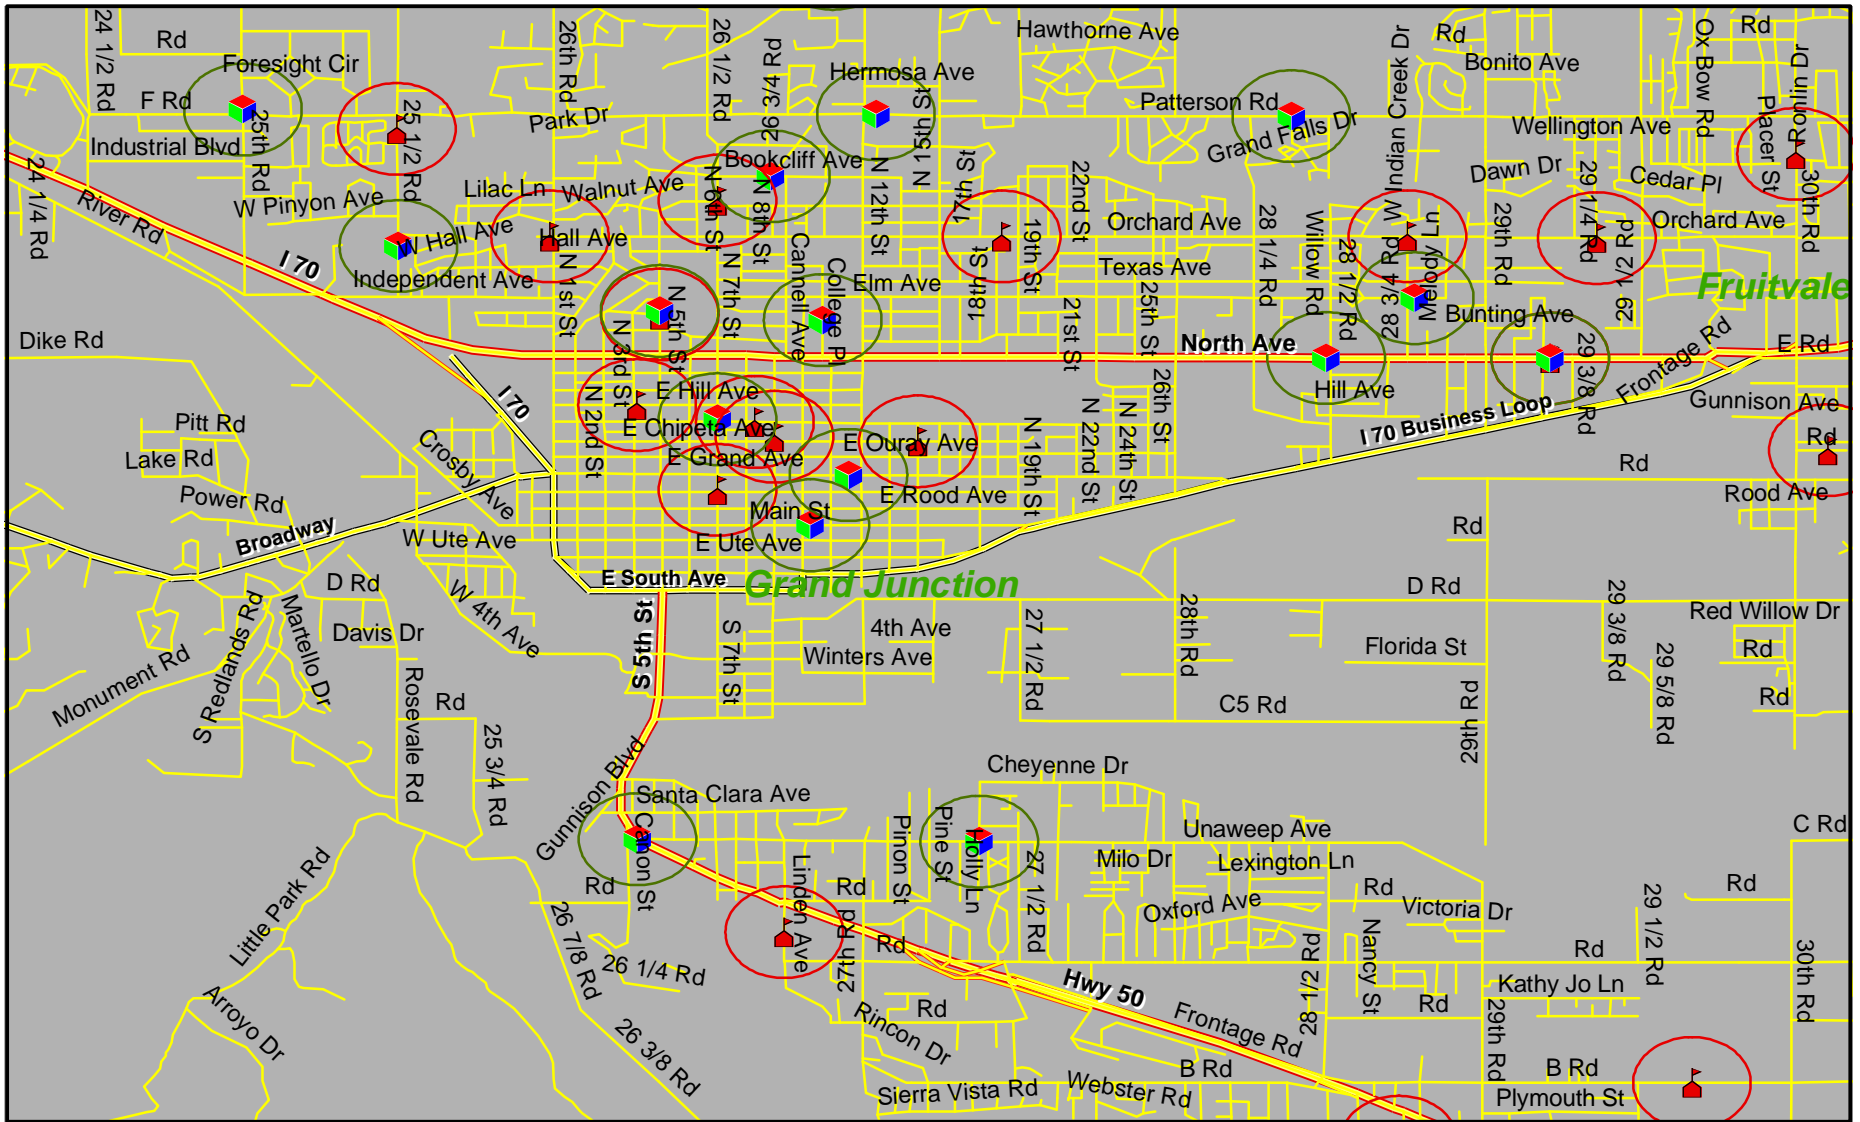 24 1/2 Rd
Rd
Foresight Cir
F Rd
25th Rd
25 1/2 Rd
Industrial Blvd
26th Rd
Park Dr
26 1/2 Rd
26 3/4 Rd
Hermosa Ave
N 15th St
Hawthorne Ave
Patterson Rd
Grand Falls Dr
W Indian Creek Dr
Rd
Bonito Ave
Ox Bow Rd
Rd
Wellington Ave
Placer St
24 1/4 Rd
River Rd
W Pinyon Ave
Lilac Ln
Walnut Ave
Bookcliff Ave
N 6th St
N 8th St
N 12th St
17th St
22nd St
Orchard Ave
28 1/4 Rd
Willow Rd
28 1/2 Rd
28 3/4 Rd
Melody Ln
Dawn Dr
29th Rd
29 1/4 Rd
29 1/2 Rd
Cedar Pl
Orchard Ave
30th Rd
I 70
W Hall Ave
Hall Ave
Independent Ave
N 1st St
N 7th St
Cannell Ave
College Pl
Elm Ave
18th St
19th St
Texas Ave
21st St
25th St
Bunting Ave
Fruitvale
Dike Rd
N 3rd St
N 5th St
North Ave
Hill Ave
29 3/8 Rd
Frontage Rd
E Rd
I 70
E Hill Ave
N 2nd St
26th St
I 70 Business Loop
Gunnison Ave
Pitt Rd
Lake Rd
Power Rd
Crosby Ave
E Chipeta Ave
E Grand Ave
E Ouray Ave
N 19th St
N 22nd St
N 24th St
Rd
Rd
Rood Ave
E Rood Ave
Main St
Broadway
W Ute Ave
E Ute Ave
Rd
E South Ave
Grand Junction
D Rd
D Rd
Red Willow Dr
Monument Rd
S Redlands Rd
Martello Dr
Davis Dr
W 4th Ave
S 5th St
S 7th St
4th Ave
Winters Ave
27 1/2 Rd
28th Rd
Florida St
29 3/8 Rd
29 5/8 Rd
Rd
Rosevale Rd
Rd
25 3/4 Rd
C5 Rd
29th Rd
Rd
Gunnison Blvd
Santa Clara Ave
Cheyenne Dr
Canon St
Linden Ave
Pinon St
Pine St
Holly Ln
27 1/2 Rd
Unaweep Ave
Milo Dr
Lexington Ln
C Rd
Little Park Rd
Rd
26 7/8 Rd
Rd
27th Rd
Rd
Oxford Ave
Rd
Victoria Dr
Rd
29 1/2 Rd
26 1/4 Rd
Hwy 50
28 1/2 Rd
Nancy St
Rd
Kathy Jo Ln
Rd
30th Rd
Arroyo Dr
26 3/8 Rd
Rd
Rincon Dr
Frontage Rd
29th Rd
B Rd
B Rd
Sierra Vista Rd
Webster Rd
Plymouth St